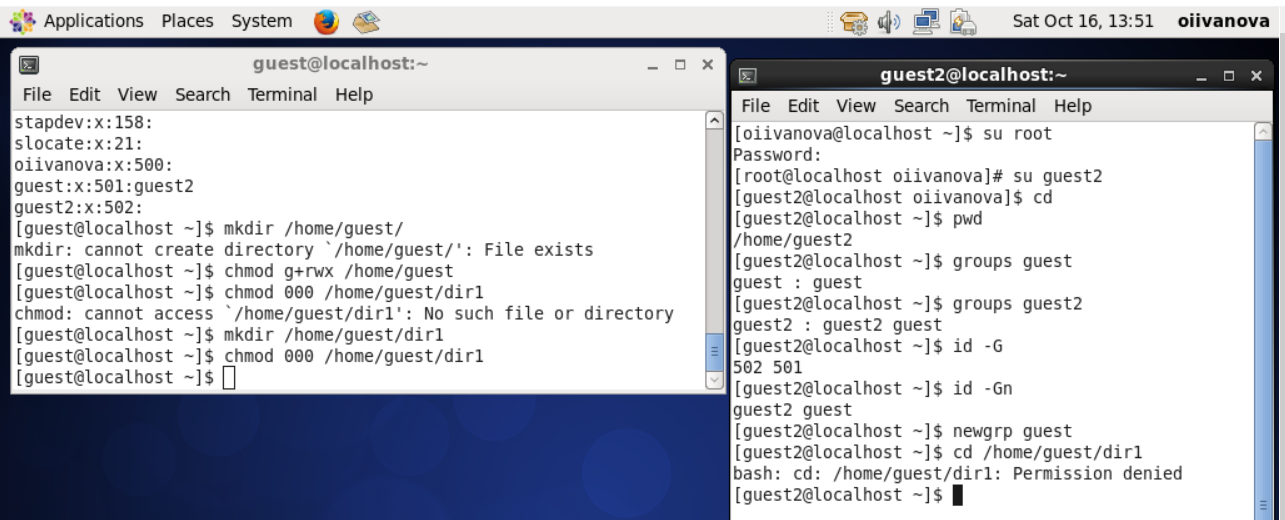 Applications Places System Sat Oct 16, 13:51 oiivanova
guest@localhost:~
File Edit View Search Terminal Help
stapdev:x:158:
slocate:x:21:
oiivanova:x:500:
guest:x:501:guest2
guest2:x:502:
[guest@localhost ~]$ mkdir /home/guest/
mkdir: cannot create directory `/home/guest/': File exists
[guest@localhost ~]$ chmod g+rwx /home/guest
[guest@localhost ~]$ chmod 000 /home/guest/dir1
chmod: cannot access `/home/guest/dir1': No such file or directory
[guest@localhost ~]$ mkdir /home/guest/dir1
[guest@localhost ~]$ chmod 000 /home/guest/dir1
[guest@localhost ~]$
guest2@localhost:~
File Edit View Search Terminal Help
[oiivanova@localhost ~]$ su root
Password:
[root@localhost oiivanova]# su guest2
[guest2@localhost oiivanova]$ cd
[guest2@localhost ~]$ pwd
/home/guest2
[guest2@localhost ~]$ groups guest
guest : guest
[guest2@localhost ~]$ groups guest2
guest2 : guest2 guest
[guest2@localhost ~]$ id -G
502 501
[guest2@localhost ~]$ id -Gn
guest2 guest
[guest2@localhost ~]$ newgrp guest
[guest2@localhost ~]$ cd /home/guest/dir1
bash: cd: /home/guest/dir1: Permission denied
[guest2@localhost ~]$